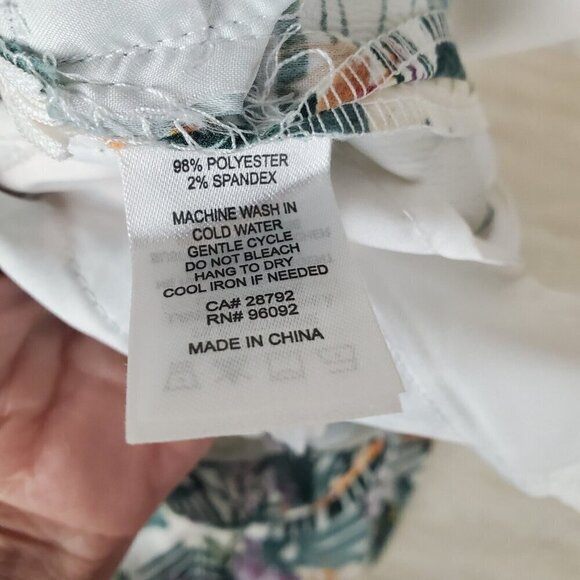 98% POLYESTER
2% SPANDEX
MACHINE WASH IN
COLD WATER
GENTLE CYCLE
DO NOT BLEACH
HANG TO DRY
COOL IRON IF NEEDED
CA# 28792
RN# 96092
MADE IN CHINA